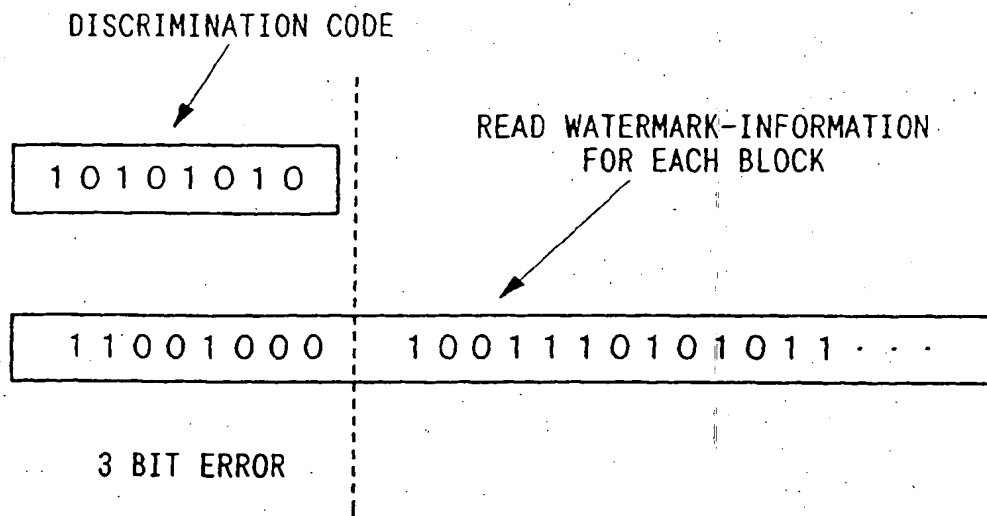 DISCRIMINATION CODE
READ WATERMARK-INFORMATION
FOR EACH BLOCK
10101010
11001000 1001110101011...
3 BIT ERROR